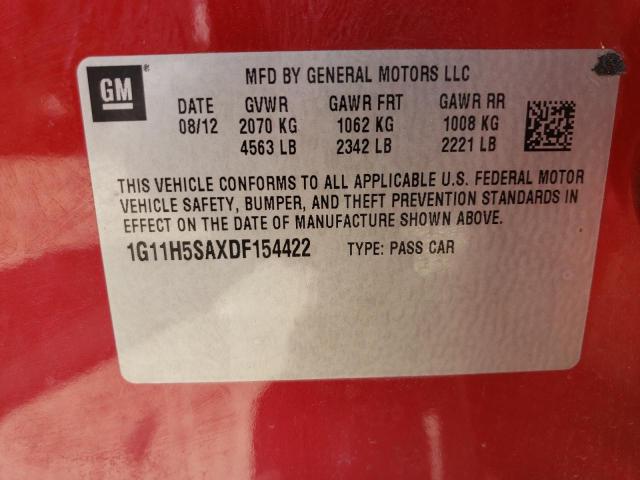 GM
MFD BY GENERAL MOTORS LLC
DATE GVWR GAWR FRT GAWR RR
08/12 2070 KG 1062 KG 1008 KG
4563 LB 2342 LB 2221 LB
THIS VEHICLE CONFORMS TO ALL APPLICABLE U.S. FEDERAL MOTOR
VEHICLE SAFETY, BUMPER, AND THEFT PREVENTION STANDARDS IN
EFFECT ON THE DATE OF MANUFACTURE SHOWN ABOVE.
1G11H5SAXDF154422 TYPE: PASS CAR